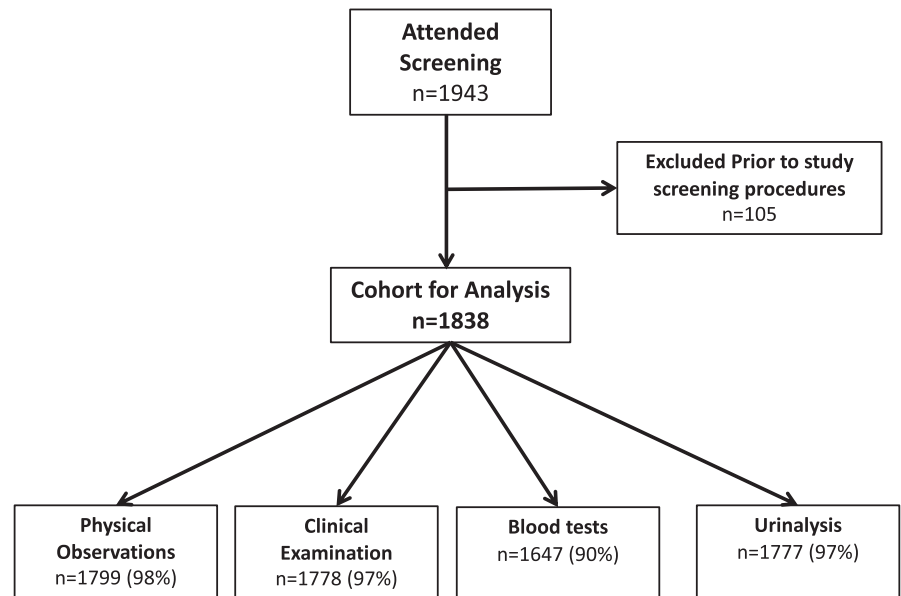 Attended
Screening
n=1943
Excluded Prior to study
screening procedures
n=105
Cohort for Analysis
n=1838
Physical
Observations
n=1799 (98%)
Clinical
Examination
n=1778 (97%)
Blood tests
n=1647 (90%)
Urinalysis
n=1777 (97%)